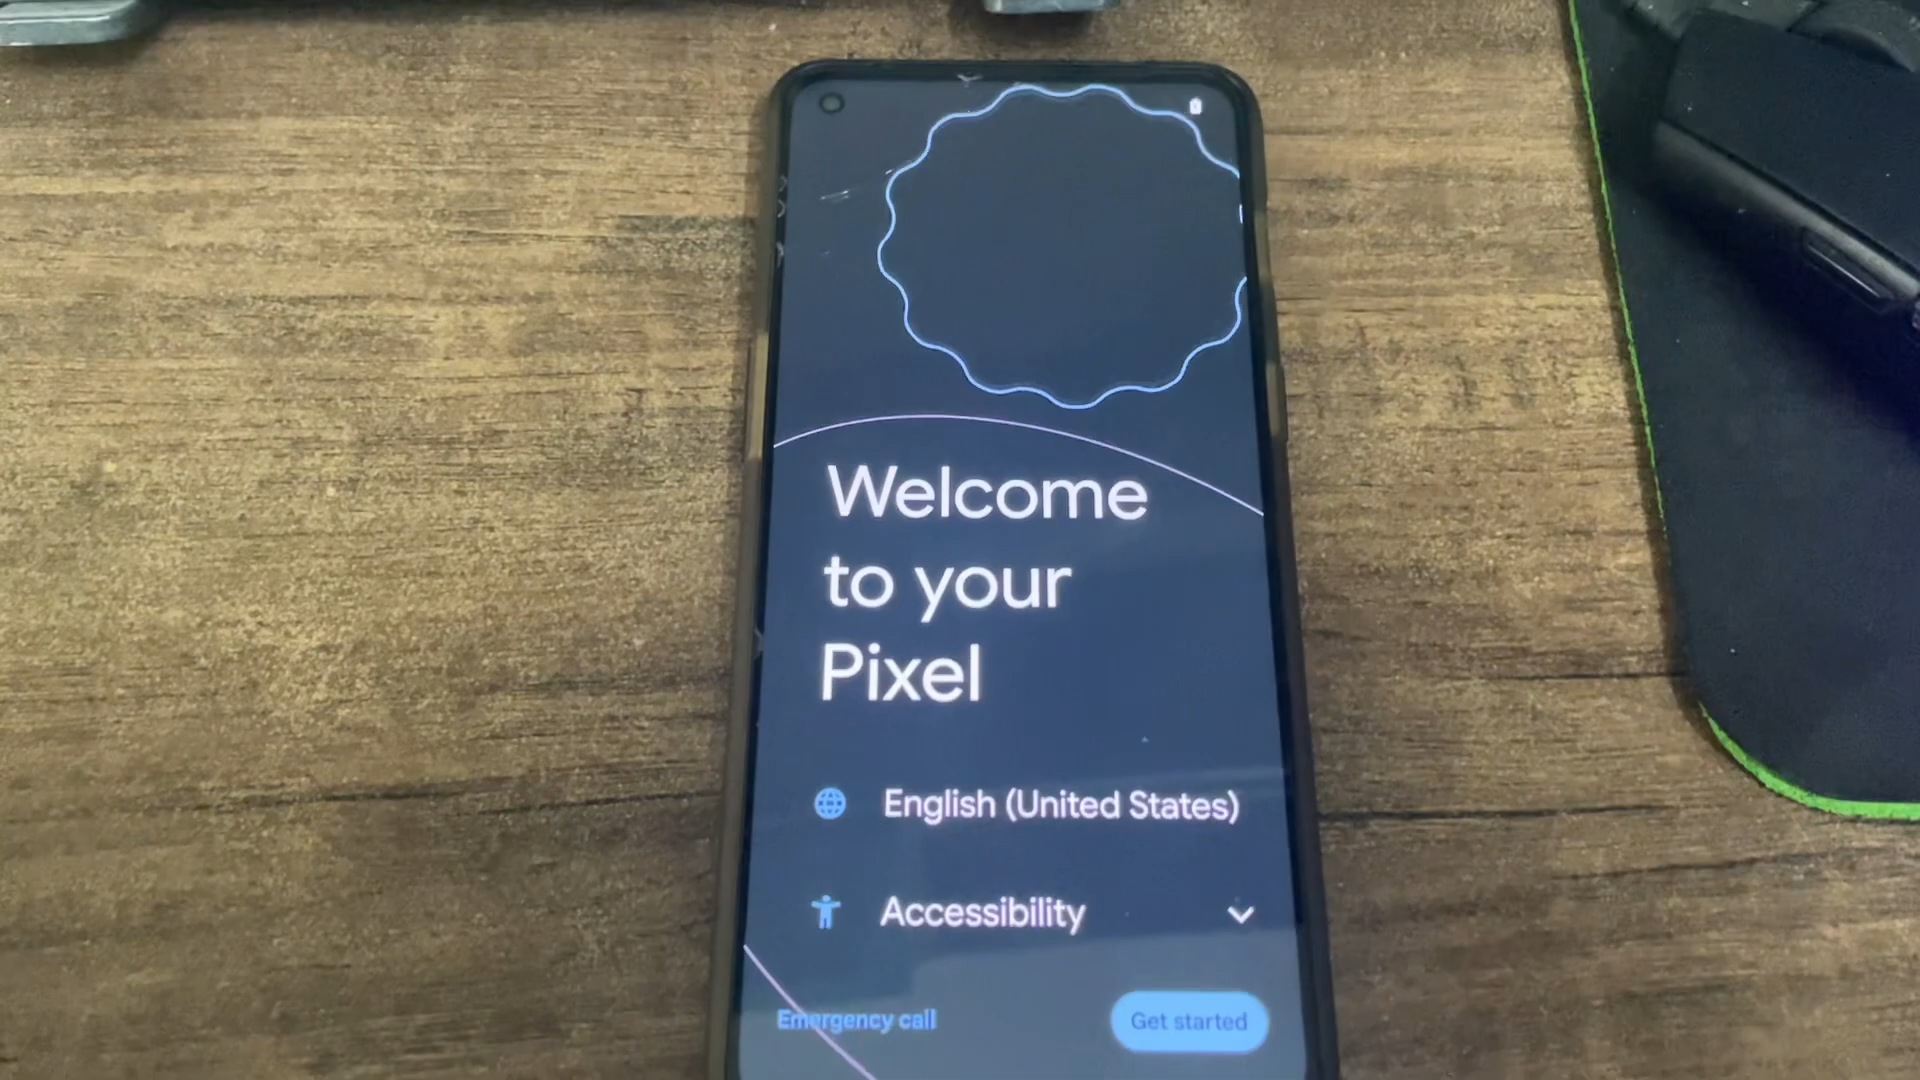 Welcome
to your
Pixel
English (United States)
Accessibility
Emergency call
Get started